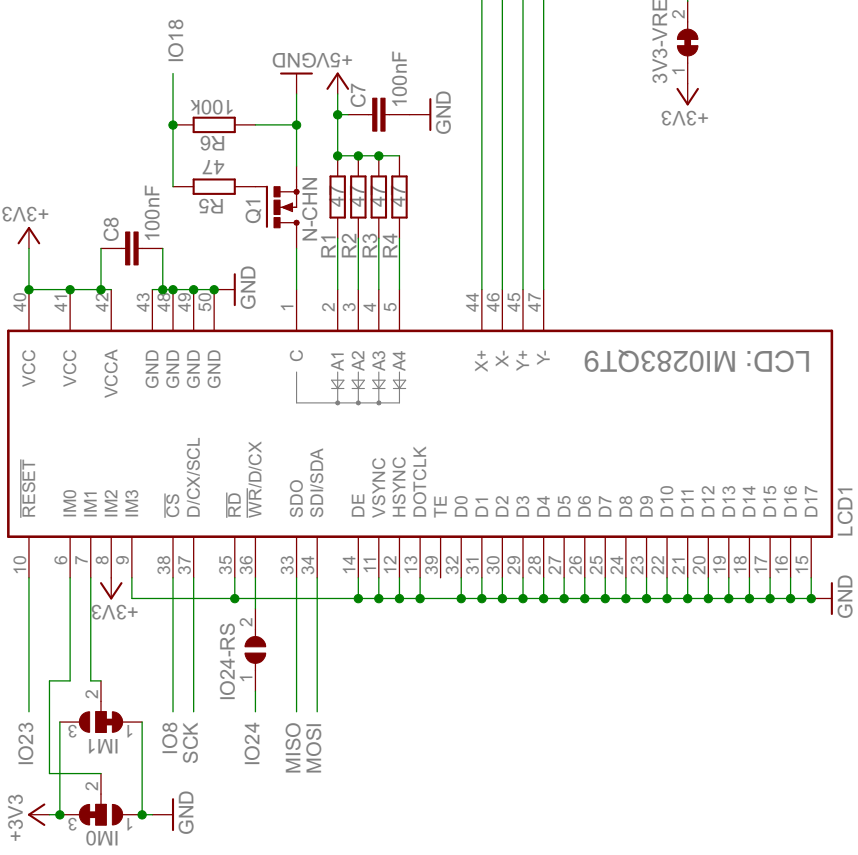 IO18
+5V
GND
C7
100nF
GND
3V3-VRE
2
1
+3V3
100k
R6
47
R5
Q1
N-CHN
+3V3
C8
100nF
GND
47
47
47
47
R1
R2
R3
R4
40
41
42
43
48
49
50
1
2
3
4
5
44
46
45
47
VCC
VCC
VCCA
GND
GND
GND
GND
C
A1
A2
A3
A4
X+
X-
Y+
Y-
LCD: MI0283QT9
RESET
IM0
IM1
IM2
IM3
CS
D/CX/SCL
RD
WR/D/CX
SDO
SDI/SDA
DE
VSYNC
HSYNC
DOTCLK
TE
D0
D1
D2
D3
D4
D5
D6
D7
D8
D9
D10
D11
D12
D13
D14
D15
D16
D17
LCD1
10
6
7
8
9
38
37
35
36
33
34
14
11
12
13
39
32
31
30
29
28
27
26
25
24
23
22
21
20
19
18
17
16
15
+3V3
GND
IO24-RS
2
1
IO23
2
3
1
IM1
IO8
SCK
IO24
MISO
MOSI
+3V3
2
3
1
IM0
GND